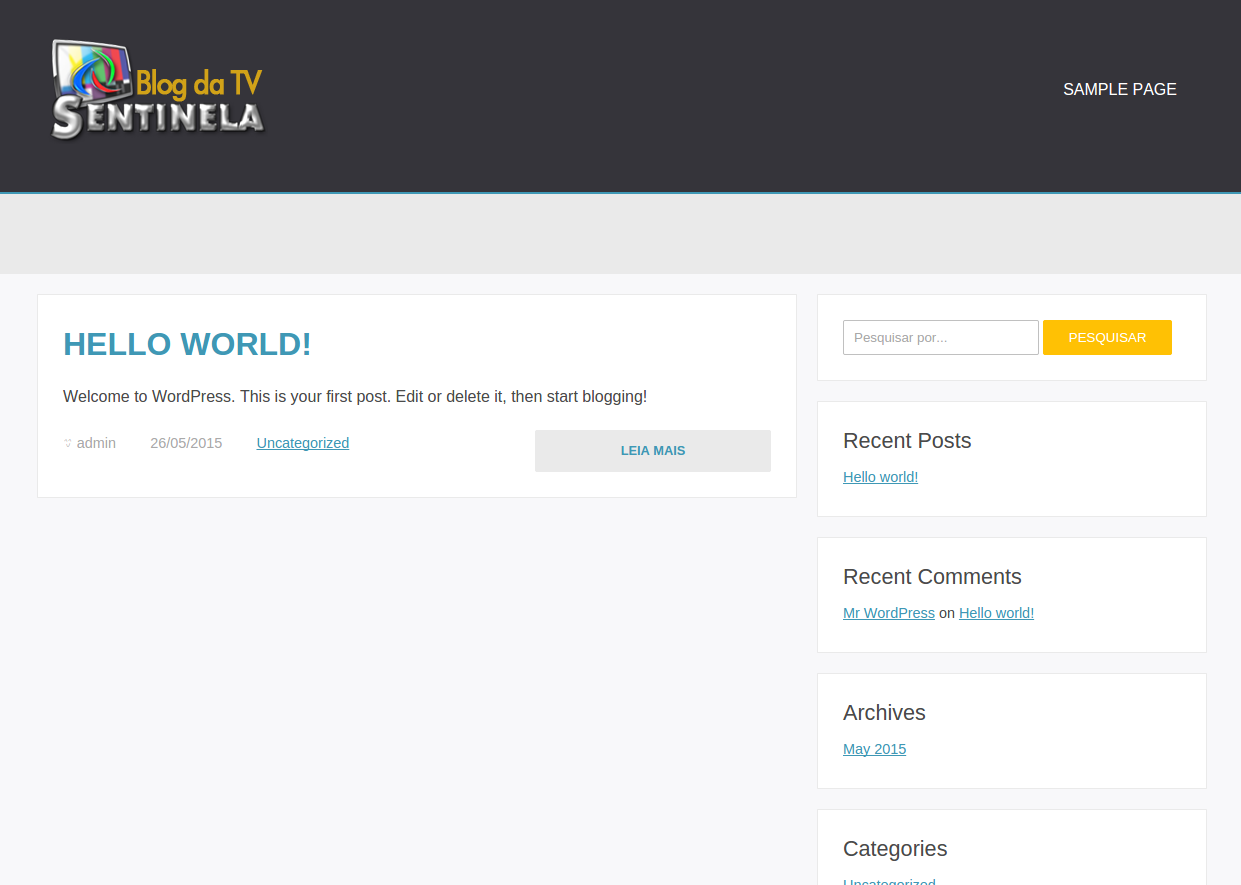 Blog da TV
SENTINELA
SAMPLE PAGE
HELLO WORLD!
Welcome to WordPress. This is your first post. Edit or delete it, then start blogging!
admin 26/05/2015 Uncategorized
LEIA MAIS
Pesquisar por...
PESQUISAR
Recent Posts
Hello world!
Recent Comments
Mr WordPress on Hello world!
Archives
May 2015
Categories
Uncategorized